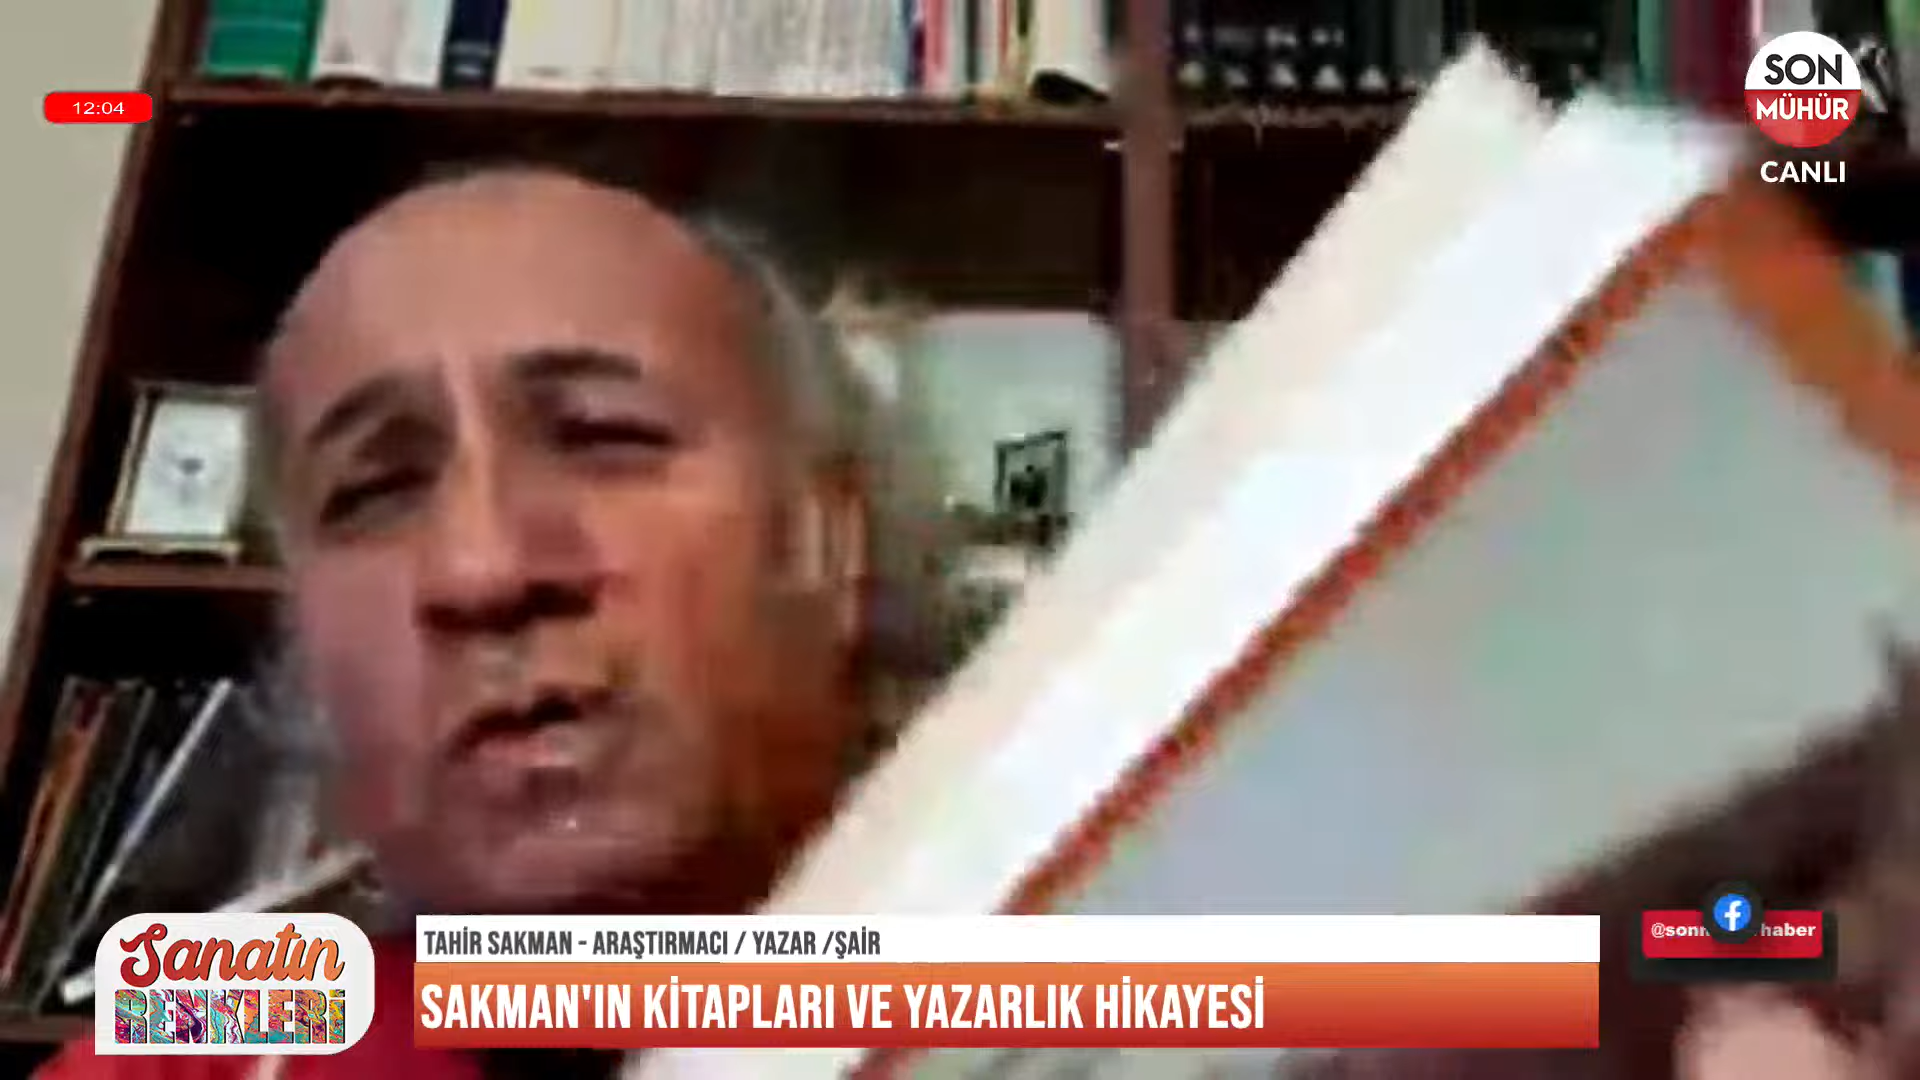 12:04
SON
MÜHÜR
CANLI
Sanatın
RENKLERİ
TAHİR SAKMAN - ARAŞTIRMACI / YAZAR /ŞAİR
SAKMAN'IN KİTAPLARI VE YAZARLIK HİKAYESİ
haber